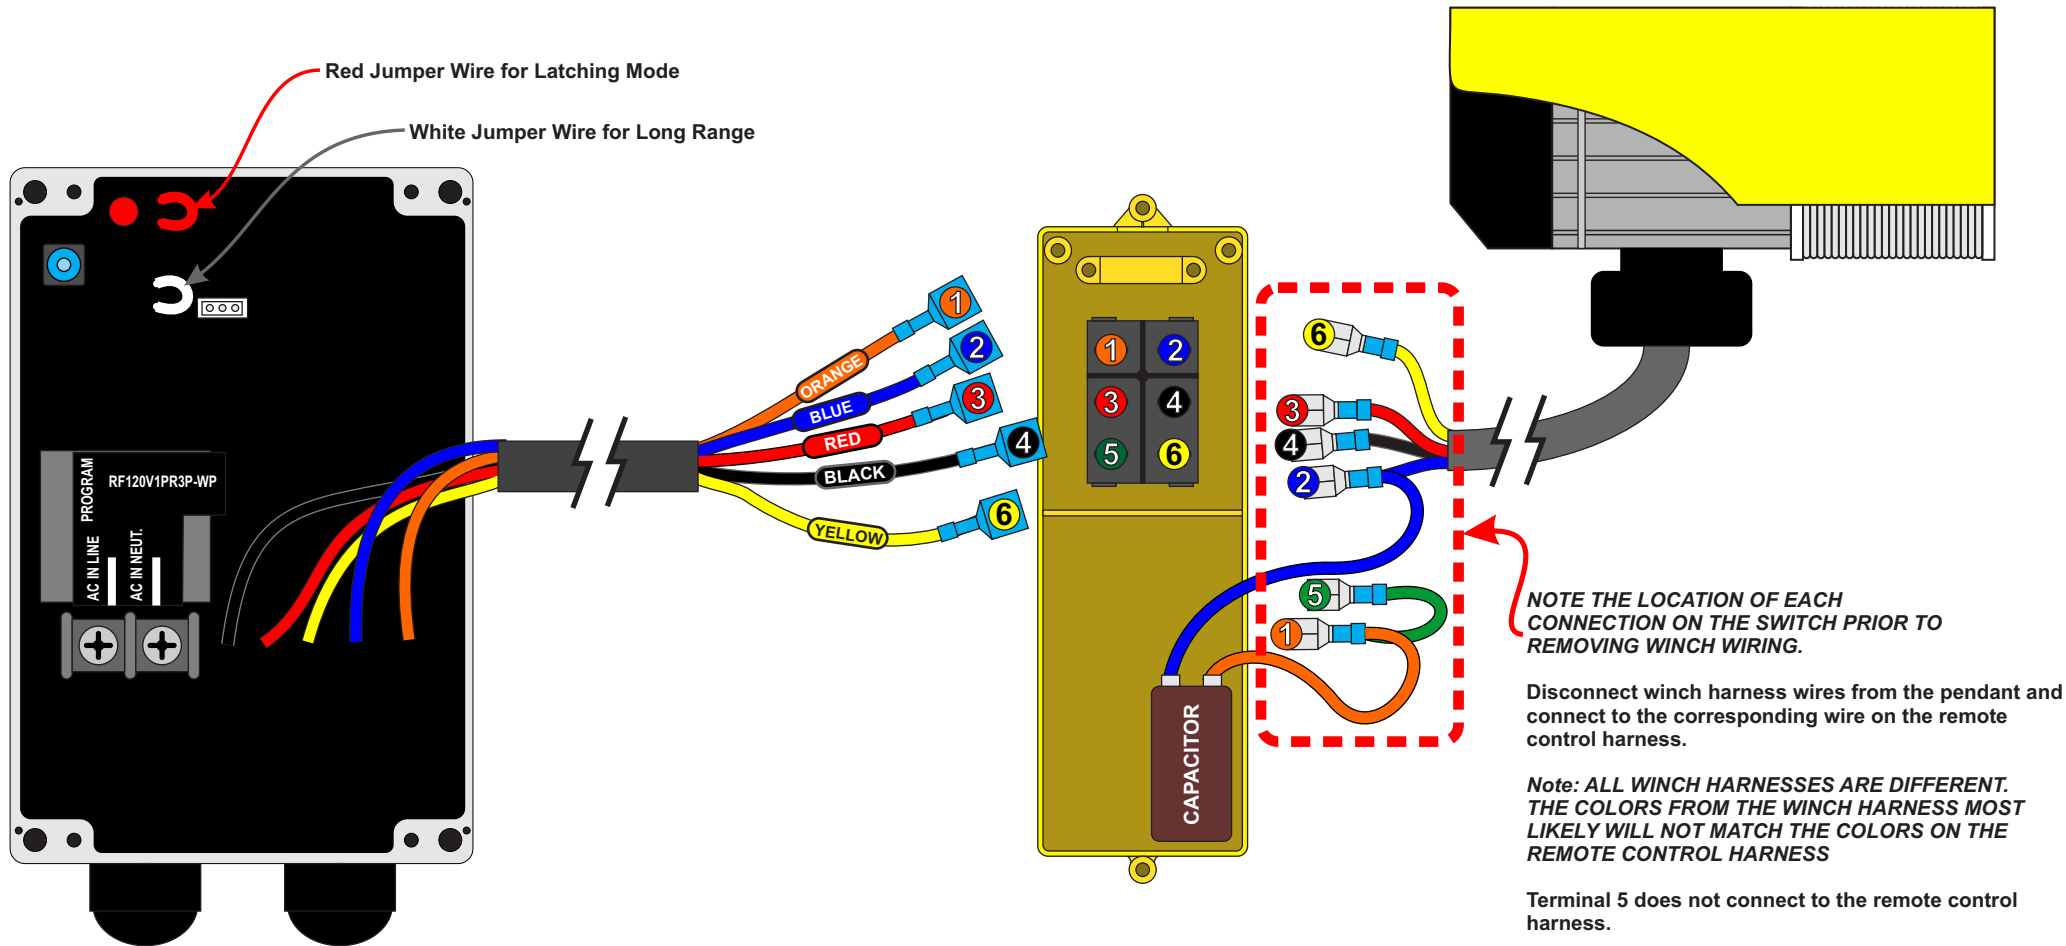 Red Jumper Wire for Latching Mode
White Jumper Wire for Long Range
RF120V1PR3P-WP
PROGRAM
AC IN LINE
AC IN NEUT.
ORANGE
BLUE
RED
BLACK
YELLOW
1
2
3
4
6
1
2
3
4
5
6
CAPACITOR
6
3
4
2
5
1
NOTE THE LOCATION OF EACH
CONNECTION ON THE SWITCH PRIOR TO
REMOVING WINCH WIRING.
Disconnect winch harness wires from the pendant and
connect to the corresponding wire on the remote
control harness.
Note: ALL WINCH HARNESSES ARE DIFFERENT.
THE COLORS FROM THE WINCH HARNESS MOST
LIKELY WILL NOT MATCH THE COLORS ON THE
REMOTE CONTROL HARNESS
Terminal 5 does not connect to the remote control
harness.